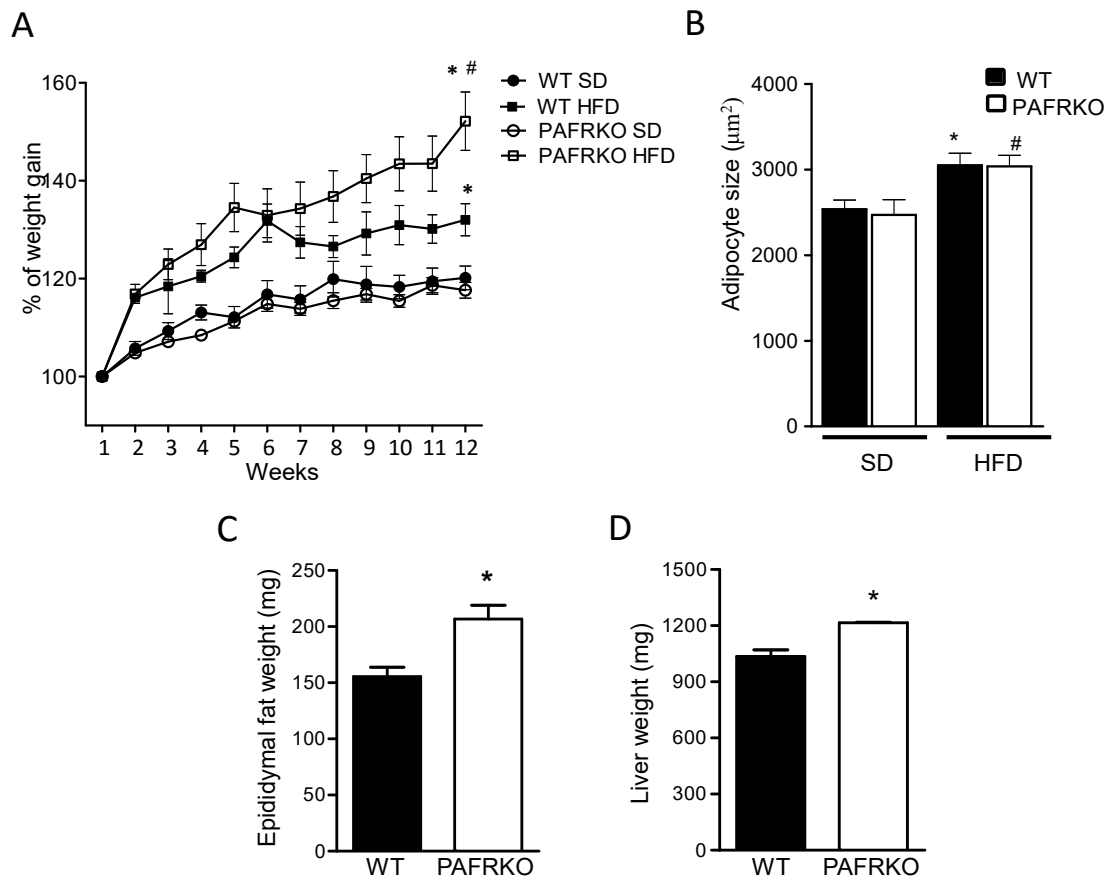 A
% of weight gain
160
140
120
100
1 2 3 4 5 6 7 8 9 10 11 12
Weeks
* #
*
WT SD
WT HFD
PAFRKO SD
PAFRKO HFD
B
WT
PAFRKO
Adipocyte size (μm²)
4000
3000
2000
1000
0
*
#
SD HFD
C
Epididymal fat weight (mg)
250
200
150
100
50
0
*
WT PAFRKO
D
Liver weight (mg)
1500
1200
900
600
300
0
*
WT PAFRKO